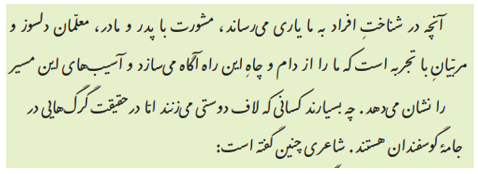 آنچه در شناختِ افراد به ما یاری می‌رساند، مشورت با پدر و مادر، معلّمان دلسوز و
مربّیانِ با تجربه است که ما را از دام و چاهِ این راه آگاه می‌سازد و آسیب‌های این مسیر
را نشان می‌دهد. چه بسیارند کسانی که لاف دوستی می‌زنند امّا در حقیقت گرگ‌هایی در
جامهٔ گوسفندان هستند. شاعری چنین گفته است: